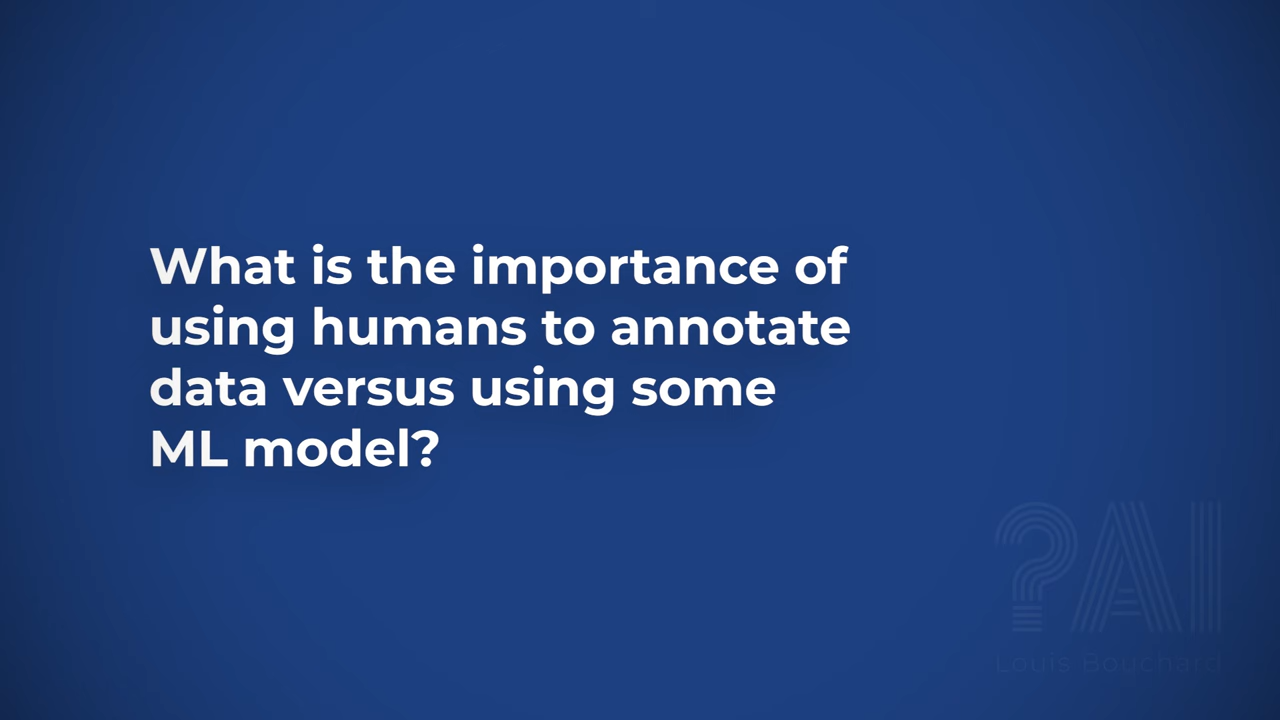 What is the importance of
using humans to annotate
data versus using some
ML model?
?AI
Louis Bouchard